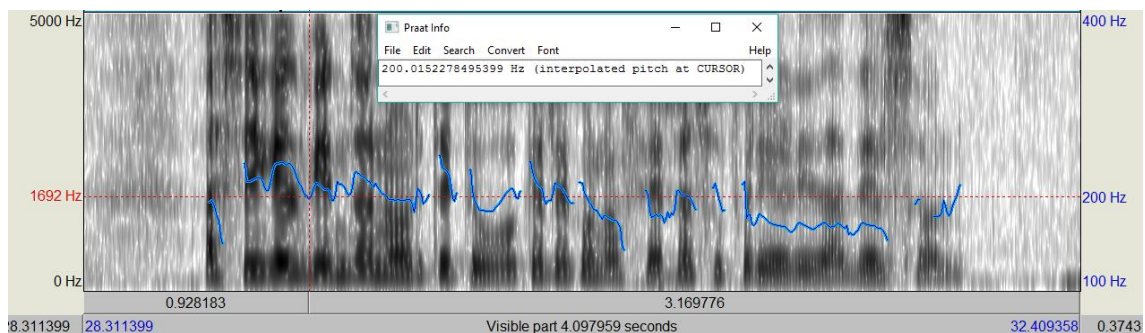 5000 Hz
400 Hz
Praat Info
File Edit Search Convert Font Help
200.0152278495399 Hz (interpolated pitch at CURSOR)
300 Hz
1692 Hz
200 Hz
0 Hz
100 Hz
0.928183 3.169776
28.311399 28.311399 Visible part 4.097959 seconds 32.409358 0.3743